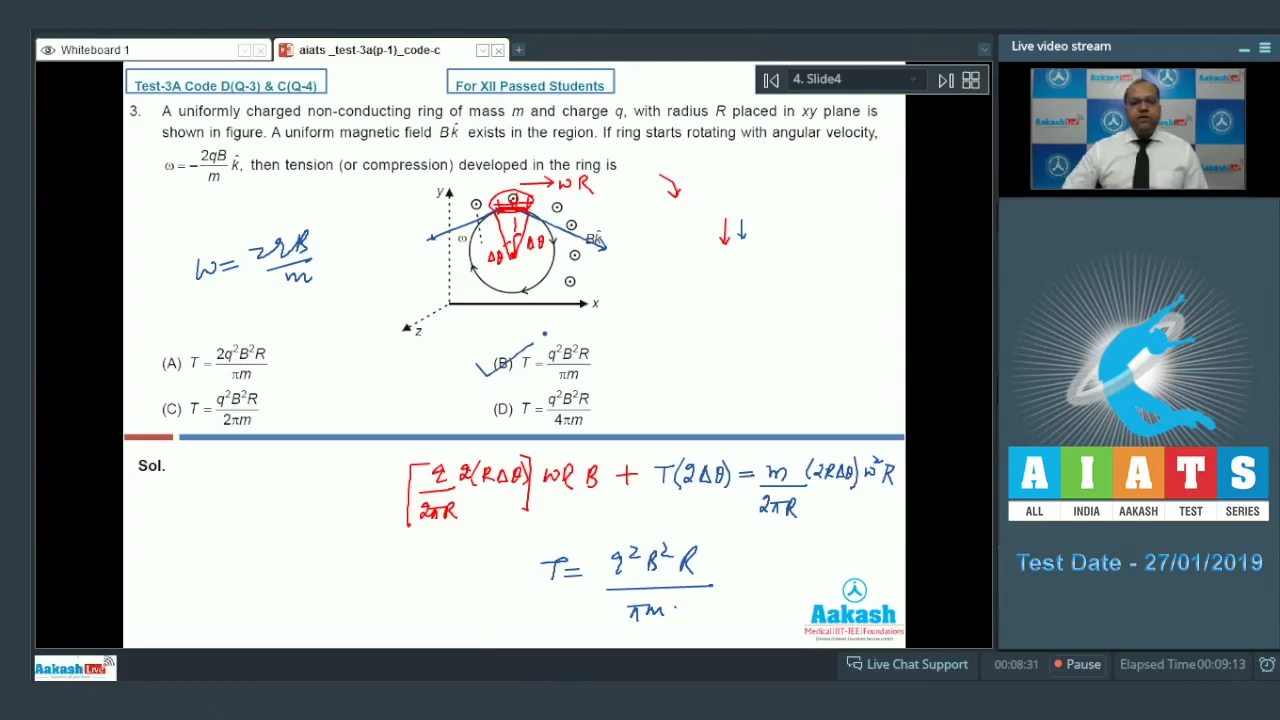 Whiteboard 1
aiats _test-3a(p-1)_code-c
Live video stream
Test-3A Code D(Q-3) & C(Q-4)
For XII Passed Students
4. Slide4
3. A uniformly charged non-conducting ring of mass m and charge q, with radius R placed in xy plane is
shown in figure. A uniform magnetic field Bk̂ exists in the region. If ring starts rotating with angular velocity,
ω = −2qB/m k̂, then tension (or compression) developed in the ring is
y
ωR
Δθ
Δθ
ω
Bk̂
x
z
ω = 2qB/m
(A) T = 2q²B²R/πm
(B) T = q²B²R/πm
(C) T = q²B²R/2πm
(D) T = q²B²R/4πm
Sol.
[q/2πR 2(RΔθ)] ωRB + T(2Δθ) = m/2πR (2RΔθ) ω²R
T = q²B²R/πm
AIATS
ALL INDIA AAKASH TEST SERIES
Test Date - 27/01/2019
Aakash
Medical|IIT-JEE|Foundations
Aakash Live
Live Chat Support
00:08:31
Pause
Elapsed Time 00:09:13